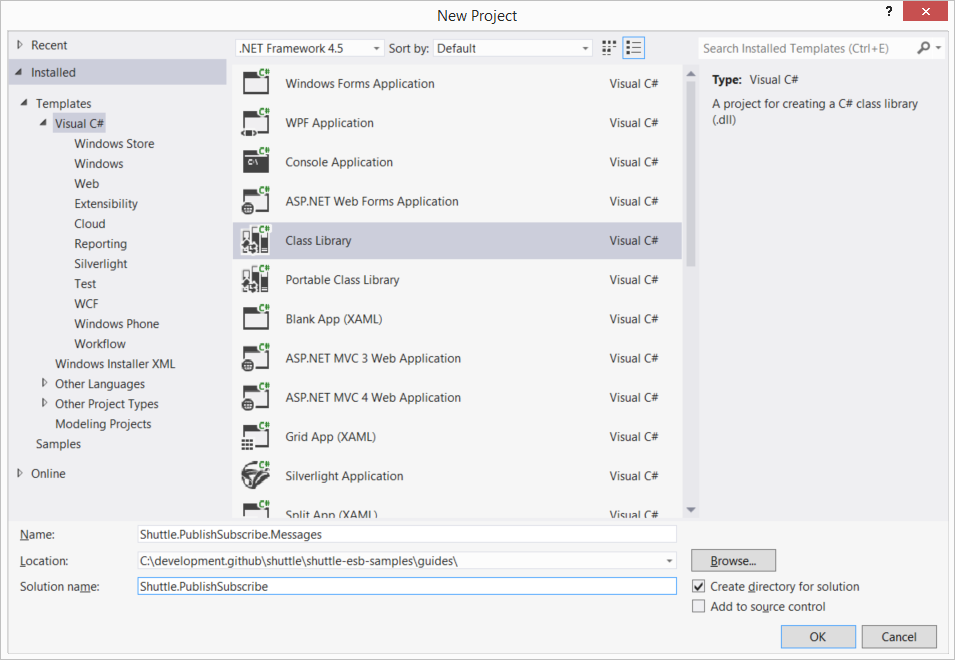 New Project
?
Recent
.NET Framework 4.5
Sort by:
Default
Search Installed Templates (Ctrl+E)
Installed
Templates
Visual C#
Windows Store
Windows
Web
Extensibility
Cloud
Reporting
Silverlight
Test
WCF
Windows Phone
Workflow
Windows Installer XML
Other Languages
Other Project Types
Modeling Projects
Samples
Online
Windows Forms Application Visual C#
WPF Application Visual C#
Console Application Visual C#
ASP.NET Web Forms Application Visual C#
Class Library Visual C#
Portable Class Library Visual C#
Blank App (XAML) Visual C#
ASP.NET MVC 3 Web Application Visual C#
ASP.NET MVC 4 Web Application Visual C#
Grid App (XAML) Visual C#
Silverlight Application Visual C#
Split App (XAML) Visual C#
Type: Visual C#
A project for creating a C# class library
(.dll)
Name: Shuttle.PublishSubscribe.Messages
Location: C:\development.github\shuttle\shuttle-esb-samples\guides\
Browse...
Solution name: Shuttle.PublishSubscribe
Create directory for solution
Add to source control
OK
Cancel